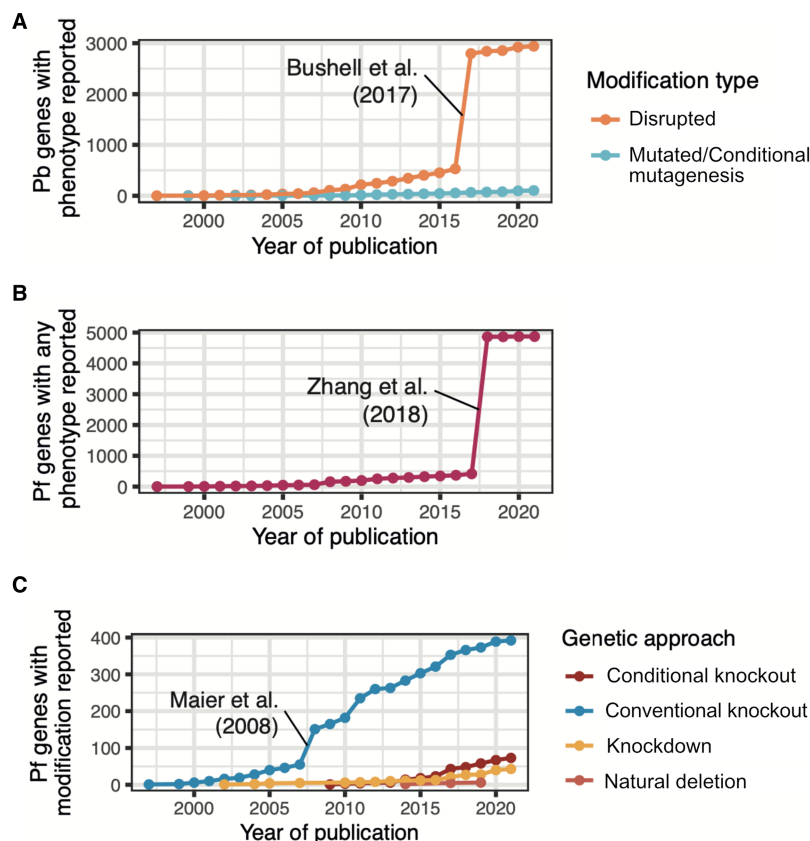 A
Pb genes with
phenotype reported
3000
2000
1000
0
Bushell et al.
(2017)
2000
2005
2010
2015
2020
Year of publication
Modification type
Disrupted
Mutated/Conditional
mutagenesis
B
Pf genes with any
phenotype reported
5000
4000
3000
2000
1000
0
Zhang et al.
(2018)
2000
2005
2010
2015
2020
Year of publication
C
Pf genes with
modification reported
400
300
200
100
0
Maier et al.
(2008)
2000
2005
2010
2015
2020
Year of publication
Genetic approach
Conditional knockout
Conventional knockout
Knockdown
Natural deletion